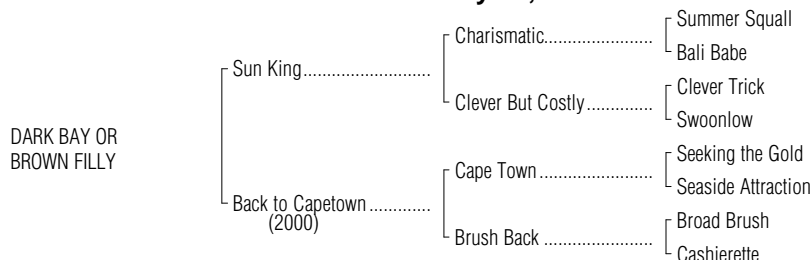 Summer Squall
Charismatic......................
Bali Babe
Sun King..........................
Clever Trick
Clever But Costly..............
Swoonlow
DARK BAY OR
BROWN FILLY
Seeking the Gold
Cape Town.......................
Seaside Attraction
Back to Capetown.............
(2000)
Broad Brush
Brush Back......................
Cashierette